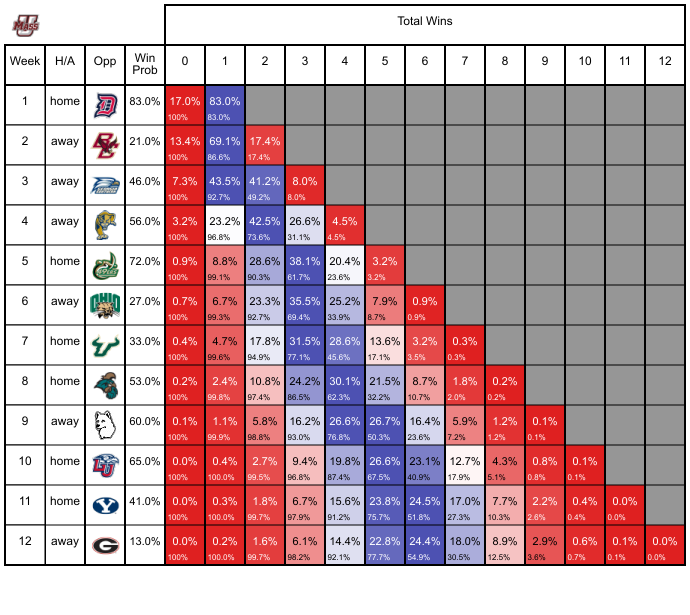 MASS
Total Wins
Week H/A Opp Win Prob 0 1 2 3 4 5 6 7 8 9 10 11 12
1 home 83.0% 17.0% 83.0%
100% 83.0%
2 away 21.0% 13.4% 69.1% 17.4%
100% 86.6% 17.4%
3 away 46.0% 7.3% 43.5% 41.2% 8.0%
100% 92.7% 49.2% 8.0%
4 away 56.0% 3.2% 23.2% 42.5% 26.6% 4.5%
100% 96.8% 73.6% 31.1% 4.5%
5 home 72.0% 0.9% 8.8% 28.6% 38.1% 20.4% 3.2%
100% 99.1% 90.3% 61.7% 23.6% 3.2%
6 away OHIO 27.0% 0.7% 6.7% 23.3% 35.5% 25.2% 7.9% 0.9%
100% 99.3% 92.7% 69.4% 33.9% 8.7% 0.9%
7 home 33.0% 0.4% 4.7% 17.8% 31.5% 28.6% 13.6% 3.2% 0.3%
100% 99.6% 94.9% 77.1% 45.6% 17.1% 3.5% 0.3%
8 home 53.0% 0.2% 2.4% 10.8% 24.2% 30.1% 21.5% 8.7% 1.8% 0.2%
100% 99.8% 97.4% 86.5% 62.3% 32.2% 10.7% 2.0% 0.2%
9 away 60.0% 0.1% 1.1% 5.8% 16.2% 26.6% 26.7% 16.4% 5.9% 1.2% 0.1%
100% 99.9% 98.8% 93.0% 76.8% 50.3% 23.6% 7.2% 1.2% 0.1%
10 home LU 65.0% 0.0% 0.4% 2.7% 9.4% 19.8% 26.6% 23.1% 12.7% 4.3% 0.8% 0.1%
100% 100.0% 99.5% 96.8% 87.4% 67.5% 40.9% 17.9% 5.1% 0.8% 0.1%
11 home Y 41.0% 0.0% 0.3% 1.8% 6.7% 15.6% 23.8% 24.5% 17.0% 7.7% 2.2% 0.4% 0.0%
100% 100.0% 99.7% 97.9% 91.2% 75.7% 51.8% 27.3% 10.3% 2.6% 0.4% 0.0%
12 away G 13.0% 0.0% 0.2% 1.6% 6.1% 14.4% 22.8% 24.4% 18.0% 8.9% 2.9% 0.6% 0.1% 0.0%
100% 100.0% 99.7% 98.2% 92.1% 77.7% 54.9% 30.5% 12.5% 3.6% 0.7% 0.1% 0.0%